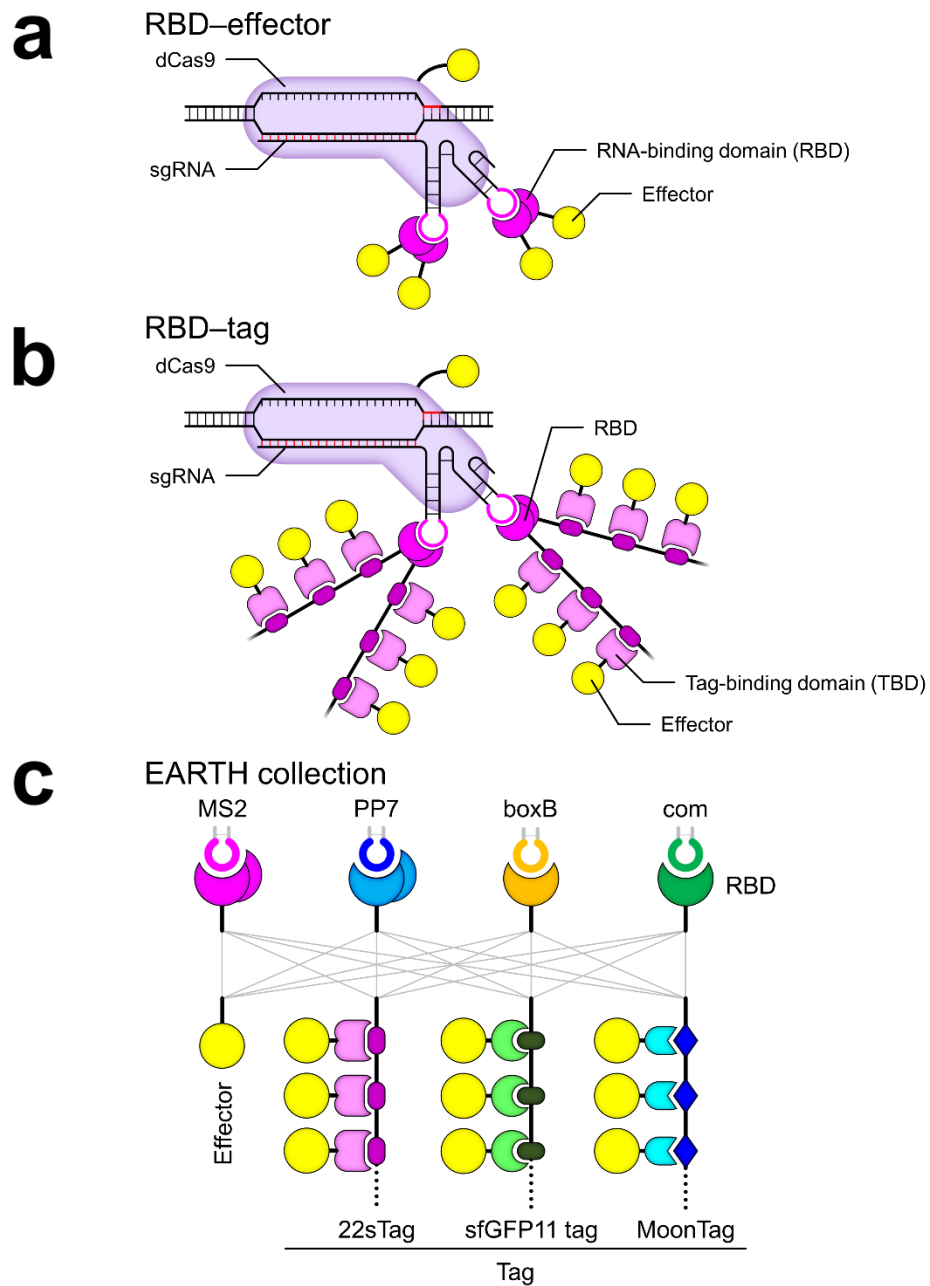 a
RBD–effector
dCas9
sgRNA
RNA-binding domain (RBD)
Effector
b
RBD–tag
dCas9
sgRNA
RBD
Tag-binding domain (TBD)
Effector
c
EARTH collection
MS2 PP7 boxB com
RBD
Effector
22sTag sfGFP11 tag MoonTag
Tag